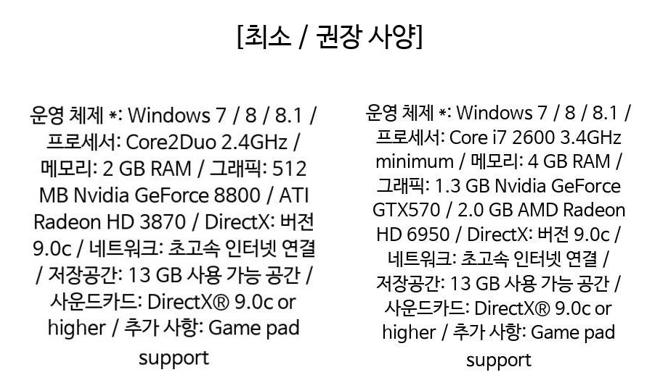 [최소 / 권장 사양]
운영 체제 *: Windows 7 / 8 / 8.1 /
프로세서: Core2Duo 2.4GHz /
메모리: 2 GB RAM / 그래픽: 512
MB Nvidia GeForce 8800 / ATI
Radeon HD 3870 / DirectX: 버전
9.0c / 네트워크: 초고속 인터넷 연결
/ 저장공간: 13 GB 사용 가능 공간 /
사운드카드: DirectX® 9.0c or
higher / 추가 사항: Game pad
support
운영 체제 *: Windows 7 / 8 / 8.1 /
프로세서: Core i7 2600 3.4GHz
minimum / 메모리: 4 GB RAM /
그래픽: 1.3 GB Nvidia GeForce
GTX570 / 2.0 GB AMD Radeon
HD 6950 / DirectX: 버전 9.0c /
네트워크: 초고속 인터넷 연결 /
저장공간: 13 GB 사용 가능 공간 /
사운드카드: DirectX® 9.0c or
higher / 추가 사항: Game pad
support